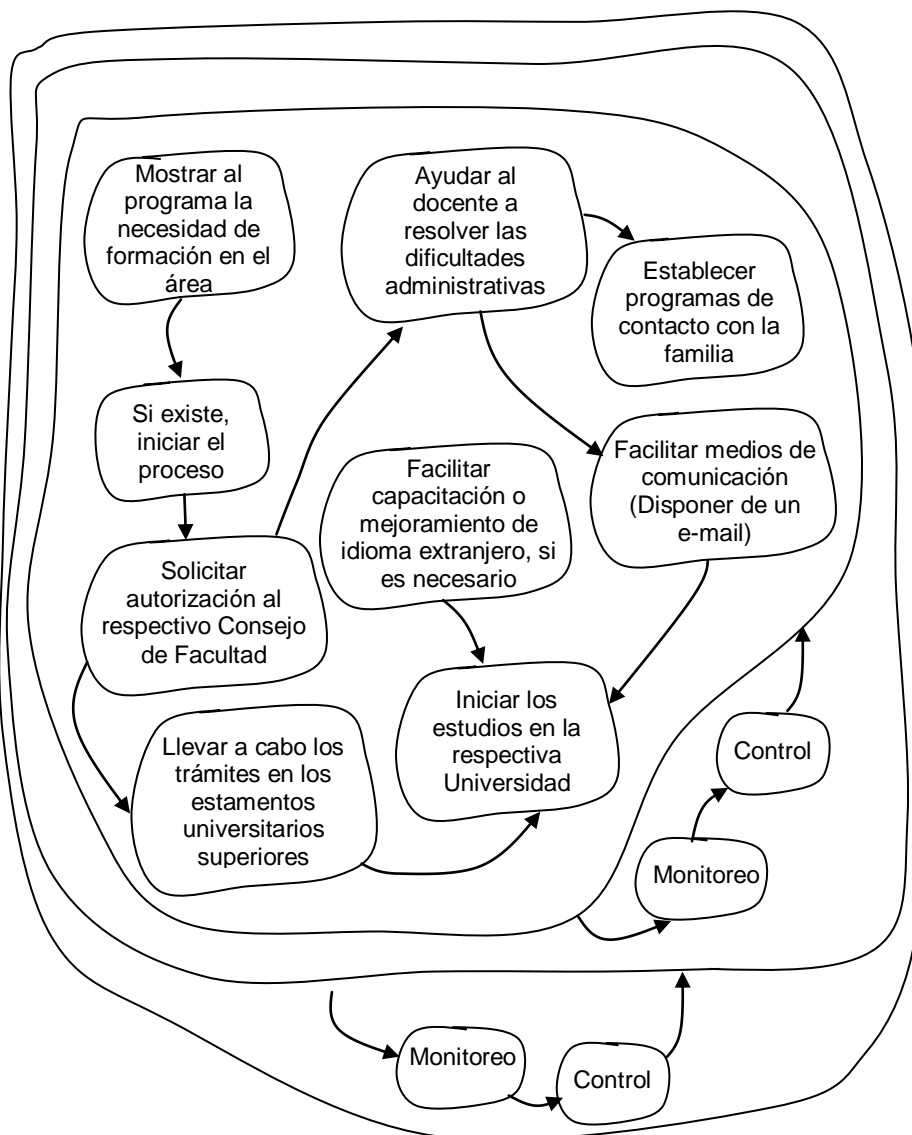 Mostrar al
programa la
necesidad de
formación en el
área
Ayudar al
docente a
resolver las
dificultades
administrativas
Establecer
programas de
contacto con la
familia
Si existe,
iniciar el
proceso
Facilitar
capacitación o
mejoramiento de
idioma extranjero, si
es necesario
Facilitar medios de
comunicación
(Disponer de un
e-mail)
Solicitar
autorización al
respectivo Consejo
de Facultad
Iniciar los
estudios en la
respectiva
Universidad
Llevar a cabo los
trámites en los
estamentos
universitarios
superiores
Control
Monitoreo
Monitoreo
Control